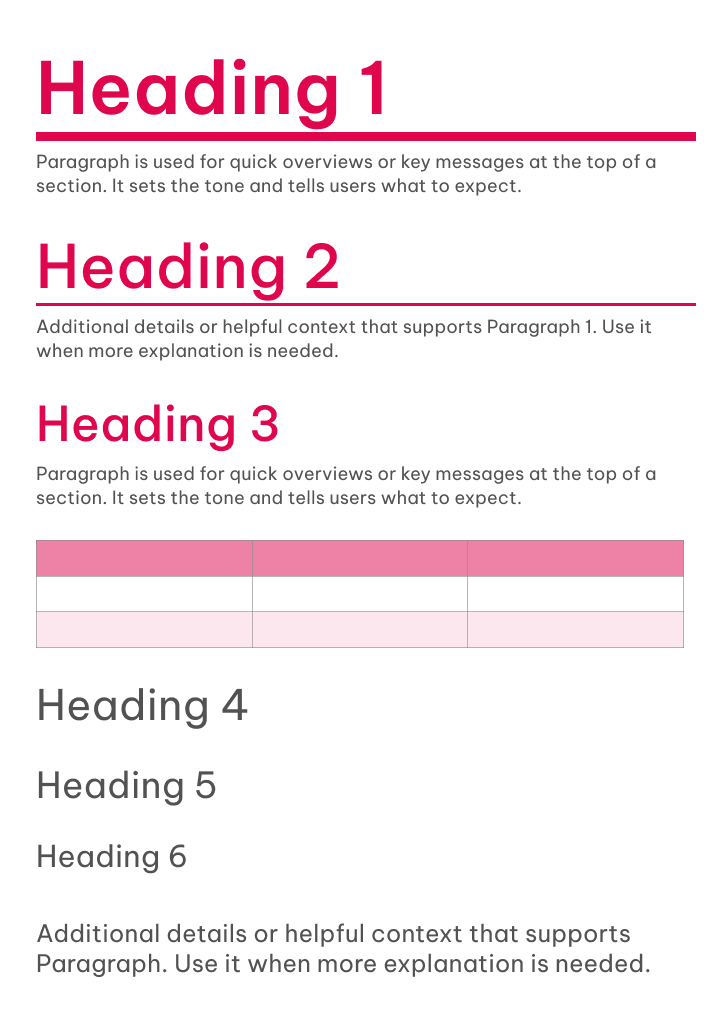 Heading 1
Paragraph is used for quick overviews or key messages at the top of a
section. It sets the tone and tells users what to expect.
Heading 2
Additional details or helpful context that supports Paragraph 1. Use it
when more explanation is needed.
Heading 3
Paragraph is used for quick overviews or key messages at the top of a
section. It sets the tone and tells users what to expect.
Heading 4
Heading 5
Heading 6
Additional details or helpful context that supports
Paragraph. Use it when more explanation is needed.